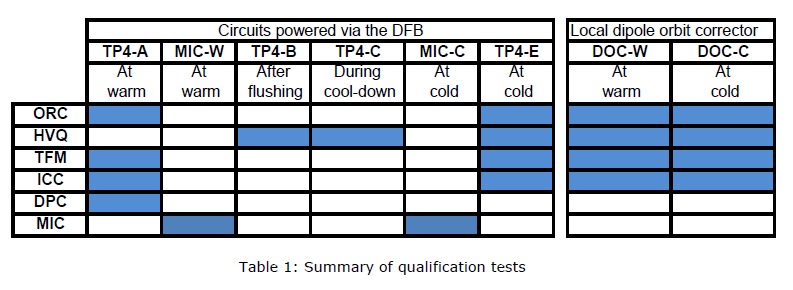 Circuits powered via the DFB Local dipole orbit corrector
TP4-A MIC-W TP4-B TP4-C MIC-C TP4-E DOC-W DOC-C
At At After During At At At At
warm warm flushing cool-down cold cold warm cold
ORC
HVQ
TFM
ICC
DPC
MIC
Table 1: Summary of qualification tests